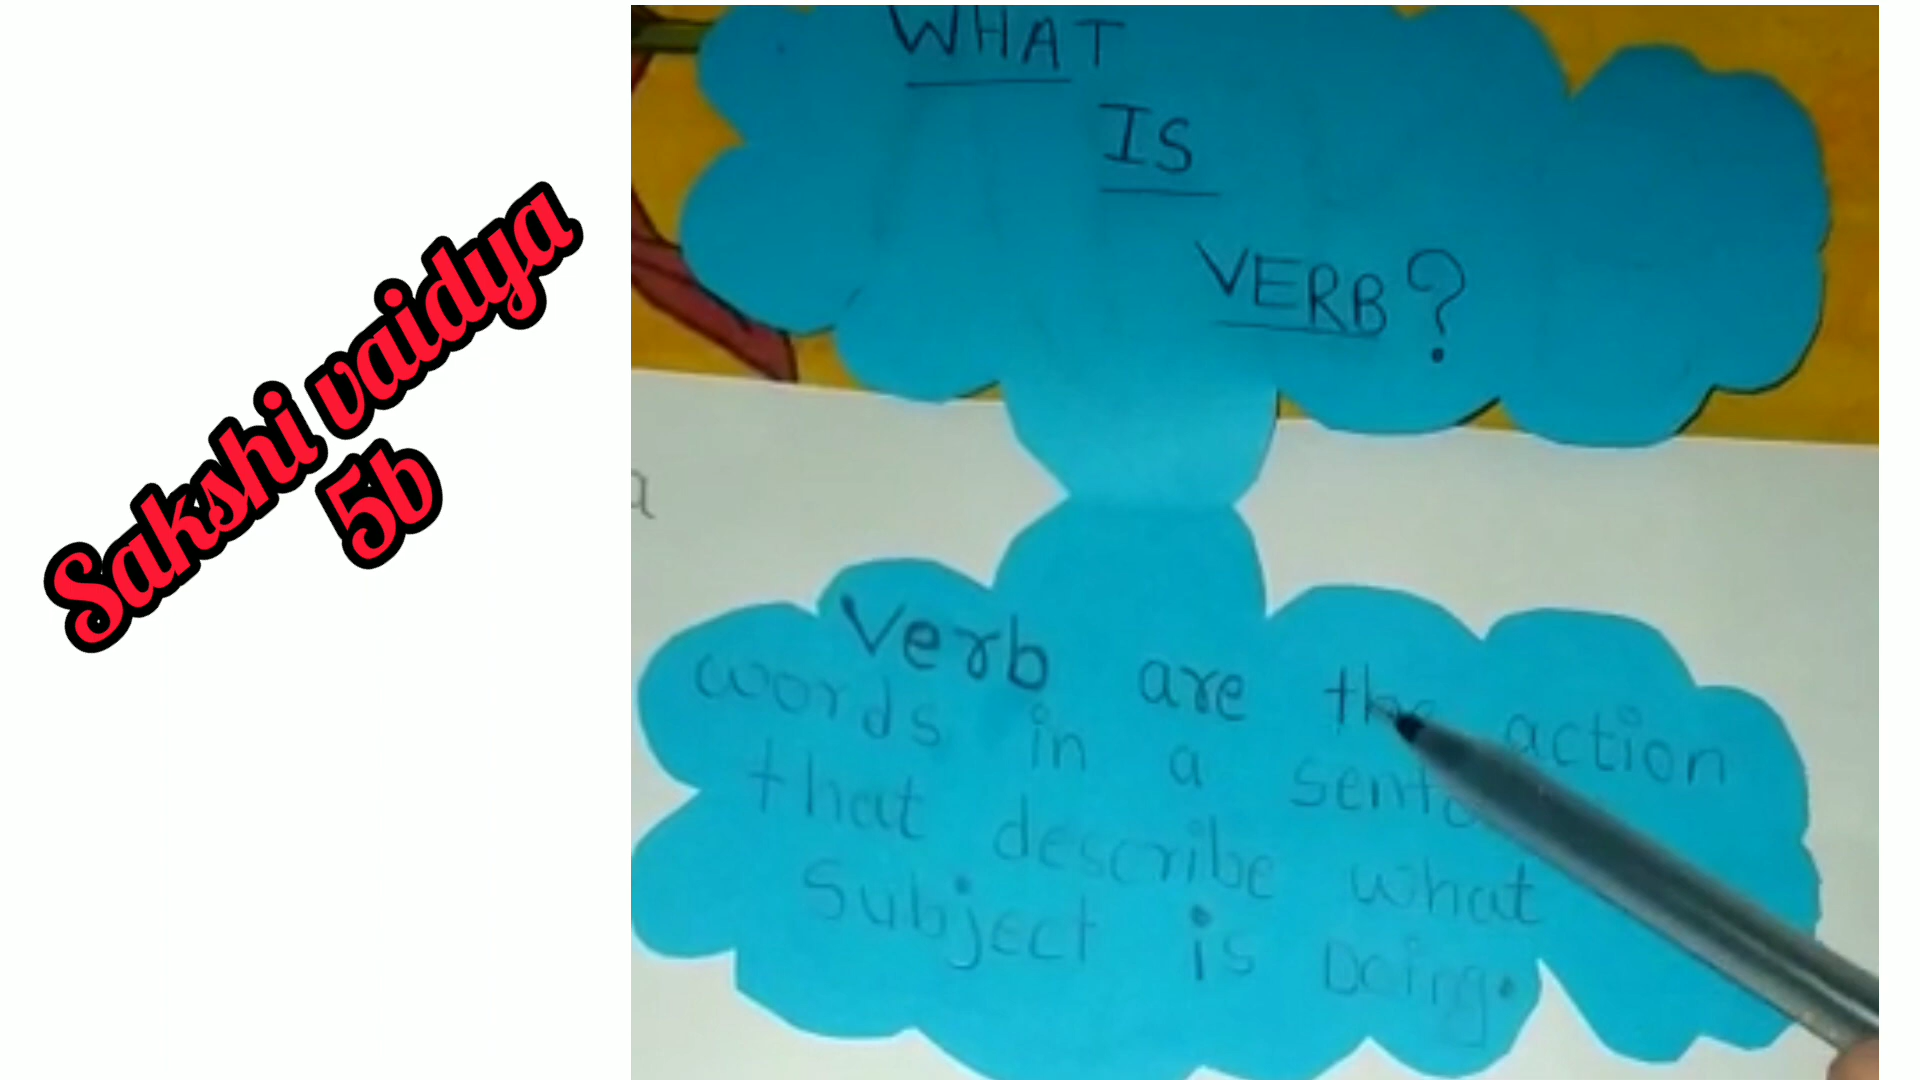 Sakshi vaidya
5b
WHAT
IS
VERB?
a
Verb are the action
words in a
that describe what
Subject is Doing.